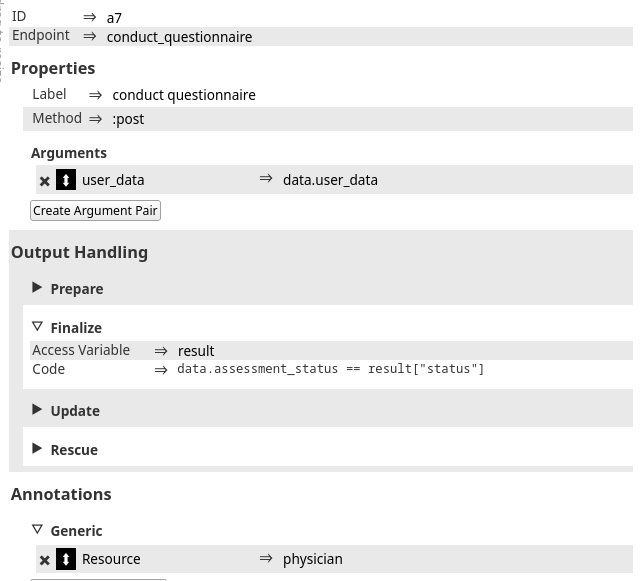 ID ⇒ a7
Endpoint ⇒ conduct_questionnaire
Properties
Label ⇒ conduct questionnaire
Method ⇒ :post
Arguments
user_data ⇒ data.user_data
Create Argument Pair
Output Handling
Prepare
Finalize
Access Variable ⇒ result
Code ⇒ data.assessment_status == result["status"]
Update
Rescue
Annotations
Generic
Resource ⇒ physician